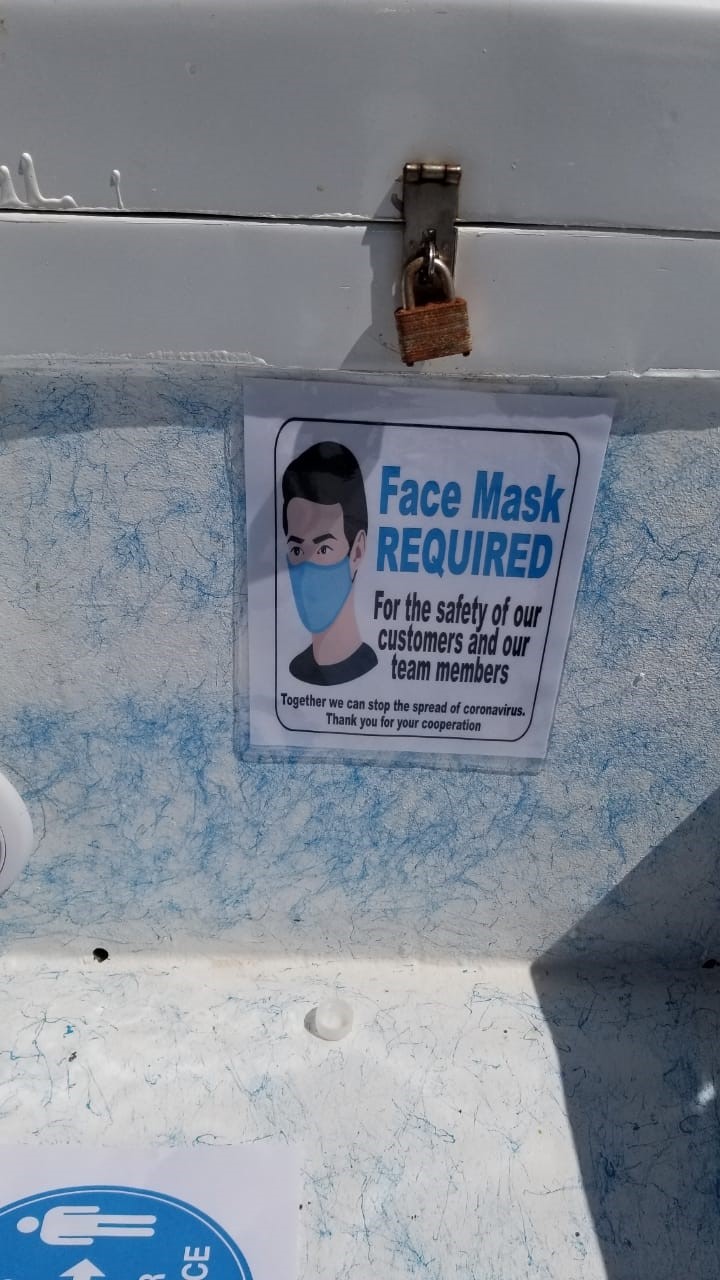 Face Mask
REQUIRED
For the safety of our
customers and our
team members
Together we can stop the spread of coronavirus.
Thank you for your cooperation